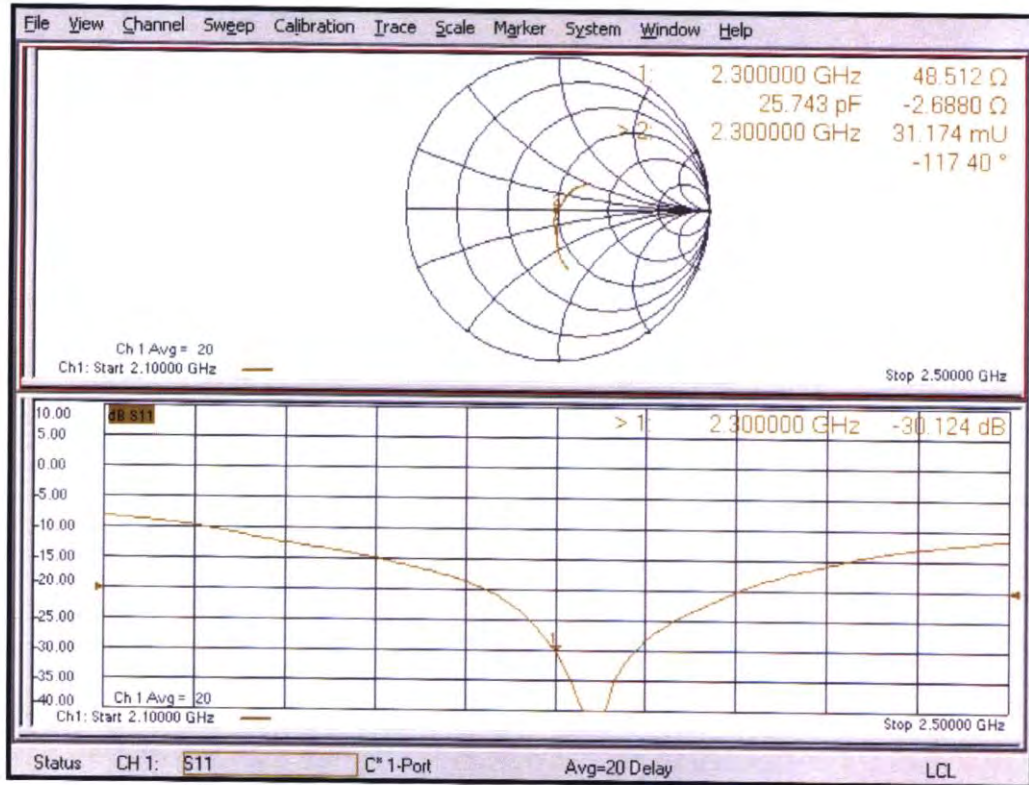 File View Channel Sweep Calibration Trace Scale Marker System Window Help
1: 2.300000 GHz 48.512 Ω
25.743 pF -2.6880 Ω
> 2: 2.300000 GHz 31.174 mU
-117.40 °
Ch 1 Avg = 20
Ch1: Start 2.10000 GHz
Stop 2.50000 GHz
10.00
dB S11
> 1: 2.300000 GHz -30.124 dB
5.00
0.00
-5.00
-10.00
-15.00
-20.00
-25.00
-30.00
1
-35.00
-40.00
Ch 1 Avg = 20
Ch1: Start 2.10000 GHz
Stop 2.50000 GHz
Status CH 1: S11 C* 1-Port Avg=20 Delay LCL